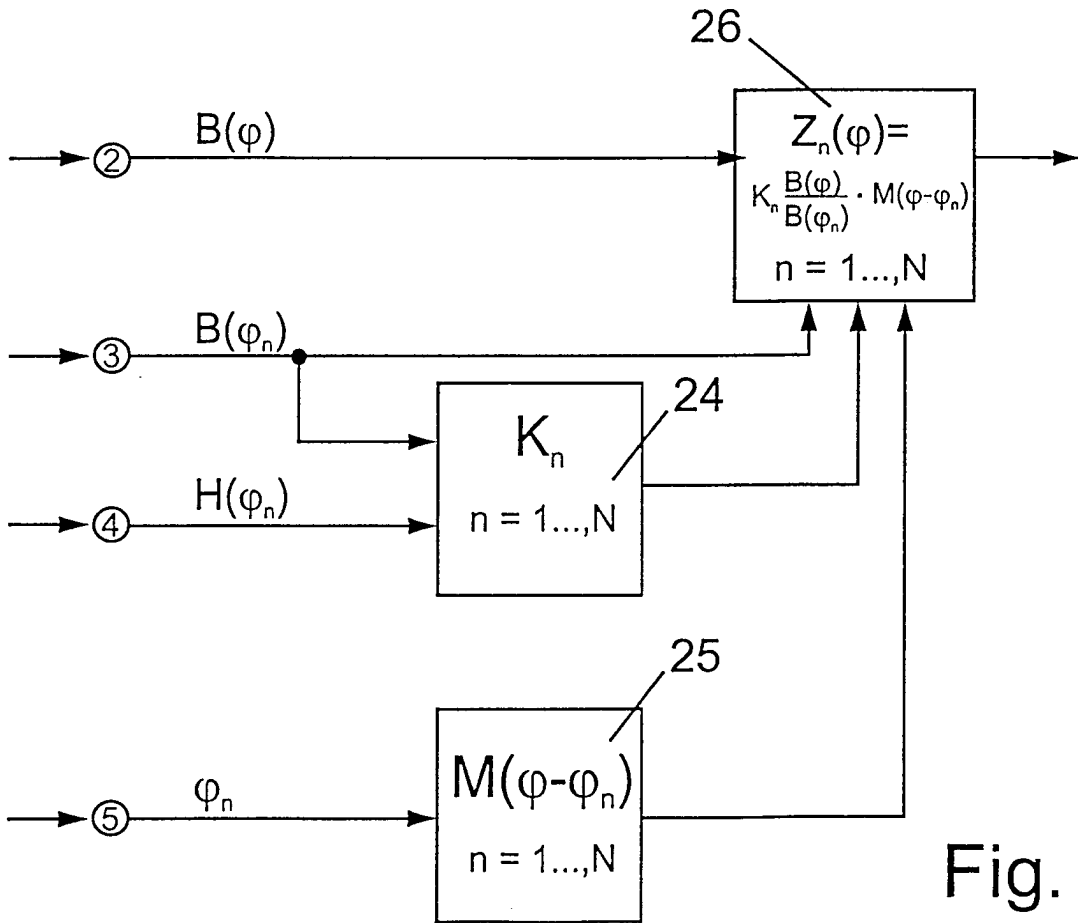 26
② B(φ)
Zₙ(φ)=
Kₙ B(φ)/B(φₙ) · M(φ-φₙ)
n = 1...,N
③ B(φₙ)
24
Kₙ
n = 1...,N
④ H(φₙ)
25
M(φ-φₙ)
n = 1...,N
⑤ φₙ
Fig.